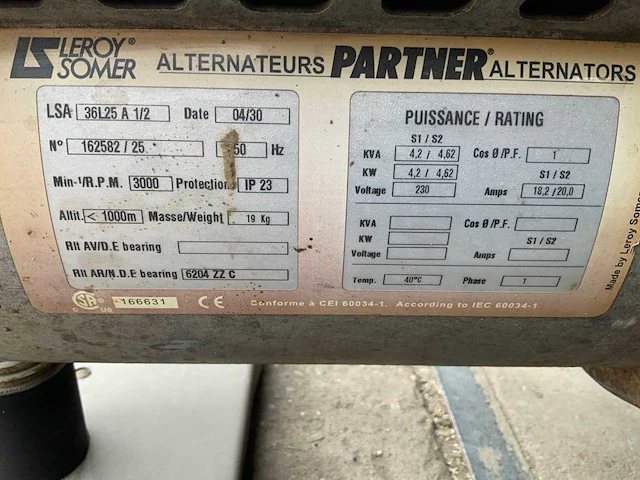 LS LEROY® SOMER ALTERNATEURS PARTNER® ALTERNATORS
LSA 36L25 A 1/2 Date 04/30
N° 162582 / 25 50 Hz
Min-¹/R.P.M. 3000 Protection IP 23
Altit. < 1000m Masse/Weight 19 Kg
Rlt AV/D.E bearing
Rlt AR/N.D.E bearing 6204 ZZ C
PUISSANCE / RATING
S1 / S2
KVA 4,2 / 4,62 Cos Ø/P.F. 1
KW 4,2 / 4,62 S1 / S2
Voltage 230 Amps 18,2 / 20,0
KVA Cos Ø/P.F.
KW S1 / S2
Voltage Amps
Temp. 40°C Phase 1
C SA ® US 166631 CE Conforme à CEI 60034-1. According to IEC 60034-1
Made by Leroy Somer